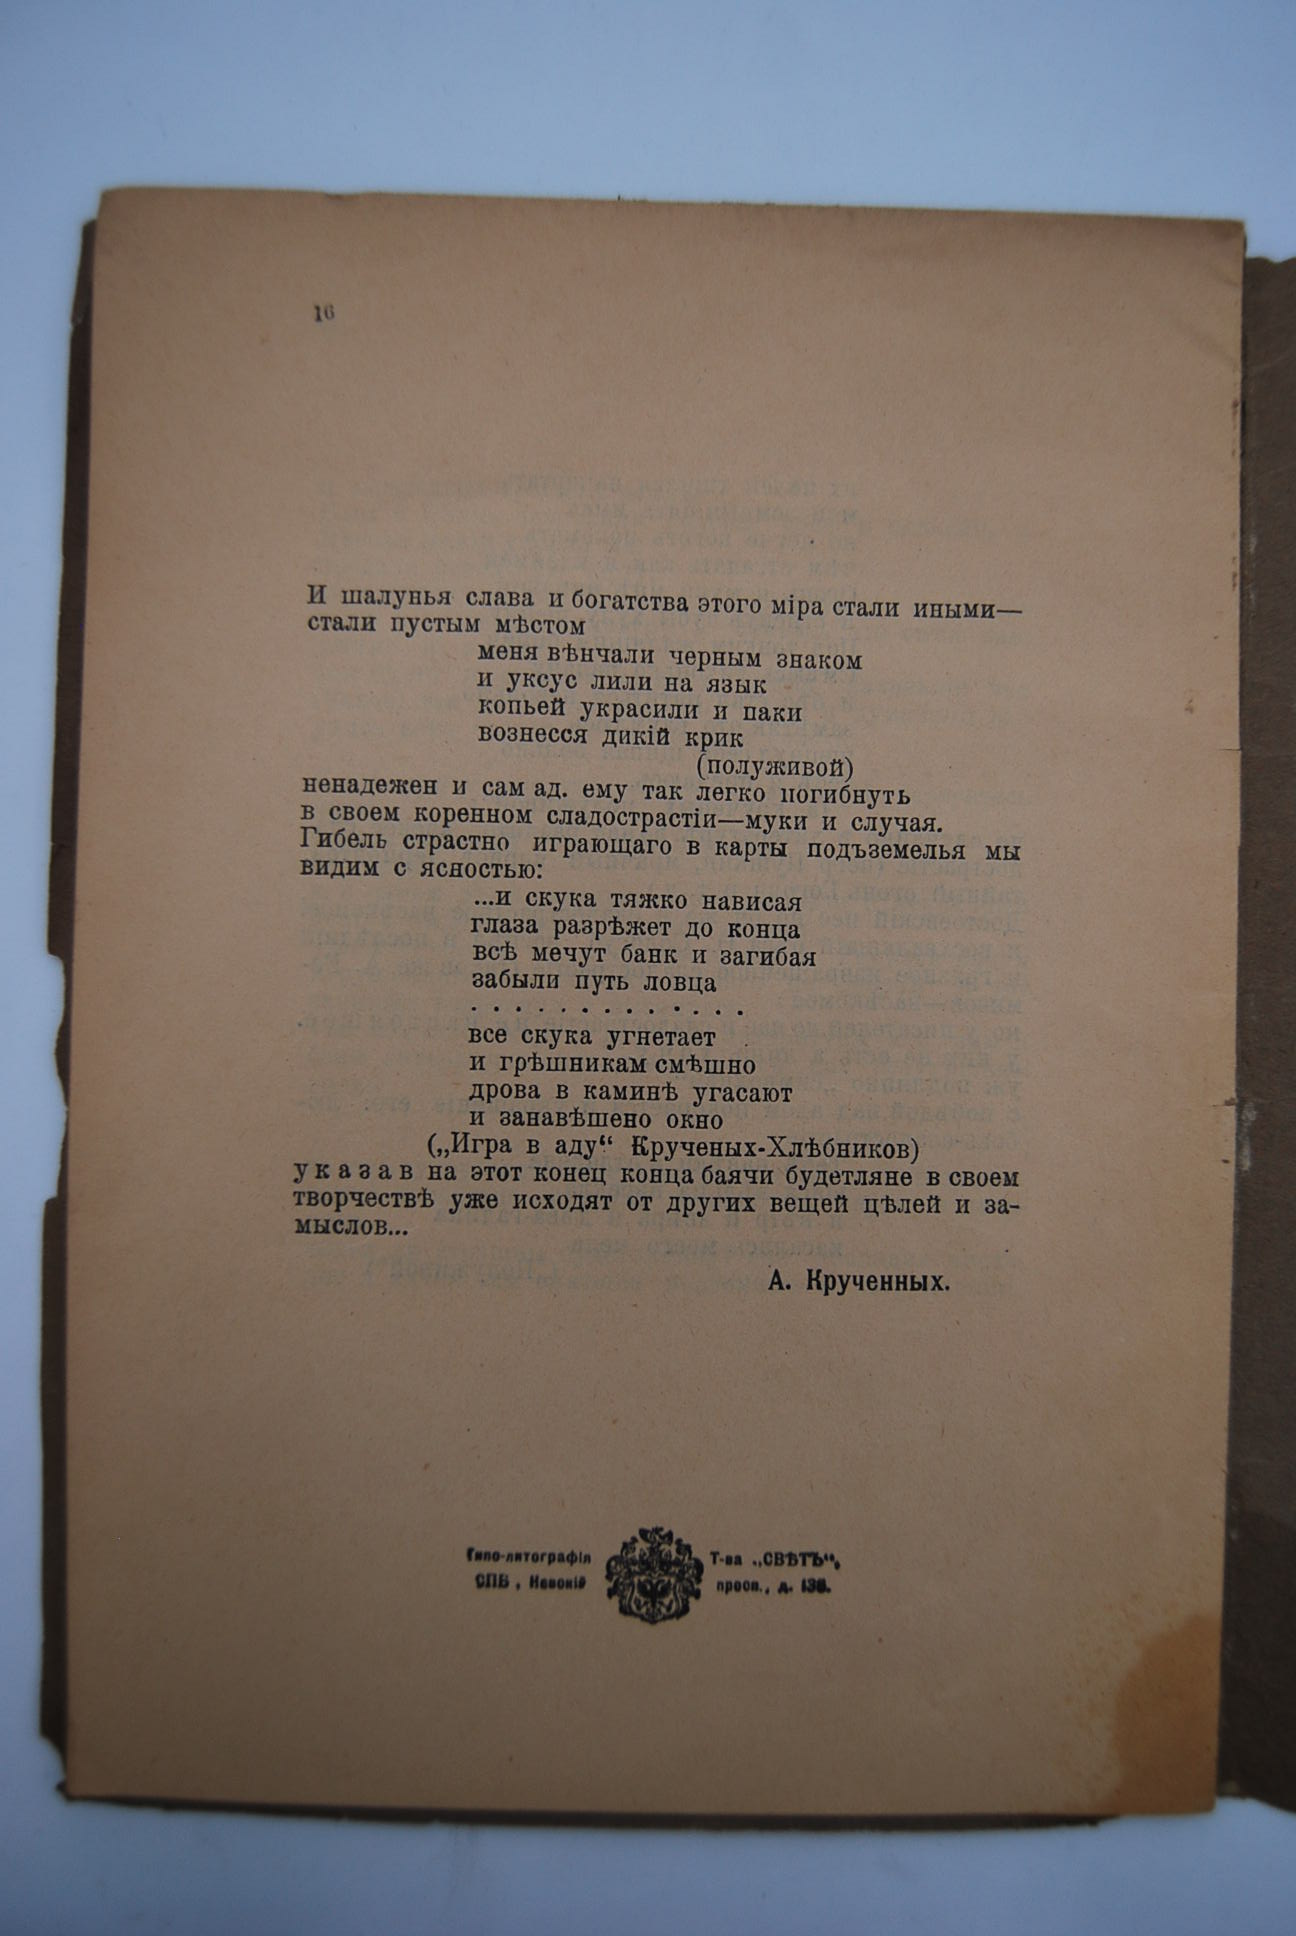 16
И шалунья слава и богатства этого міра стали иными—
стали пустым мѣстом
меня вѣнчали черным знаком
и уксус лили на язык
копьей украсили и паки
вознесся дикій крик
(полуживой)
ненадежен и сам ад. ему так легко погибнуть
в своем коренном сладострастіи—муки и случая.
Гибель страстно играющаго в карты подъземелья мы
видим с ясностью:
...и скука тяжко нависая
глаза разрѣжет до конца
всѣ мечут банк и загибая
забыли путь ловца
. . . . . . . . . . . . .
все скука угнетает
и грѣшникам смѣшно
дрова в каминѣ угасают
и занавѣшено окно
(„Игра в аду“ Крученых-Хлѣбников)
указав на этот конец конца баячи будетляне в своем
творчествѣ уже исходят от других вещей цѣлей и за-
мыслов...
А. Крученных.
Типо-литографія Т-ва „СВѢТЪ“,
СПБ, Невскій просп., д. 136.